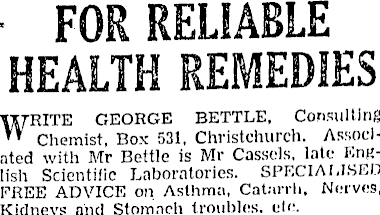 FOR RELIABLE
HEALTH REMEDIES
WRITE GEORGE BETTLE, Consulting
Chemist, Box 531, Christchurch. Associ-
ated with Mr Bettle is Mr Cassels, late Eng-
lish Scientific Laboratories. SPECIALISED
FREE ADVICE on Asthma, Catarrh, Nerves,
Kidneys and Stomach troubles, etc.